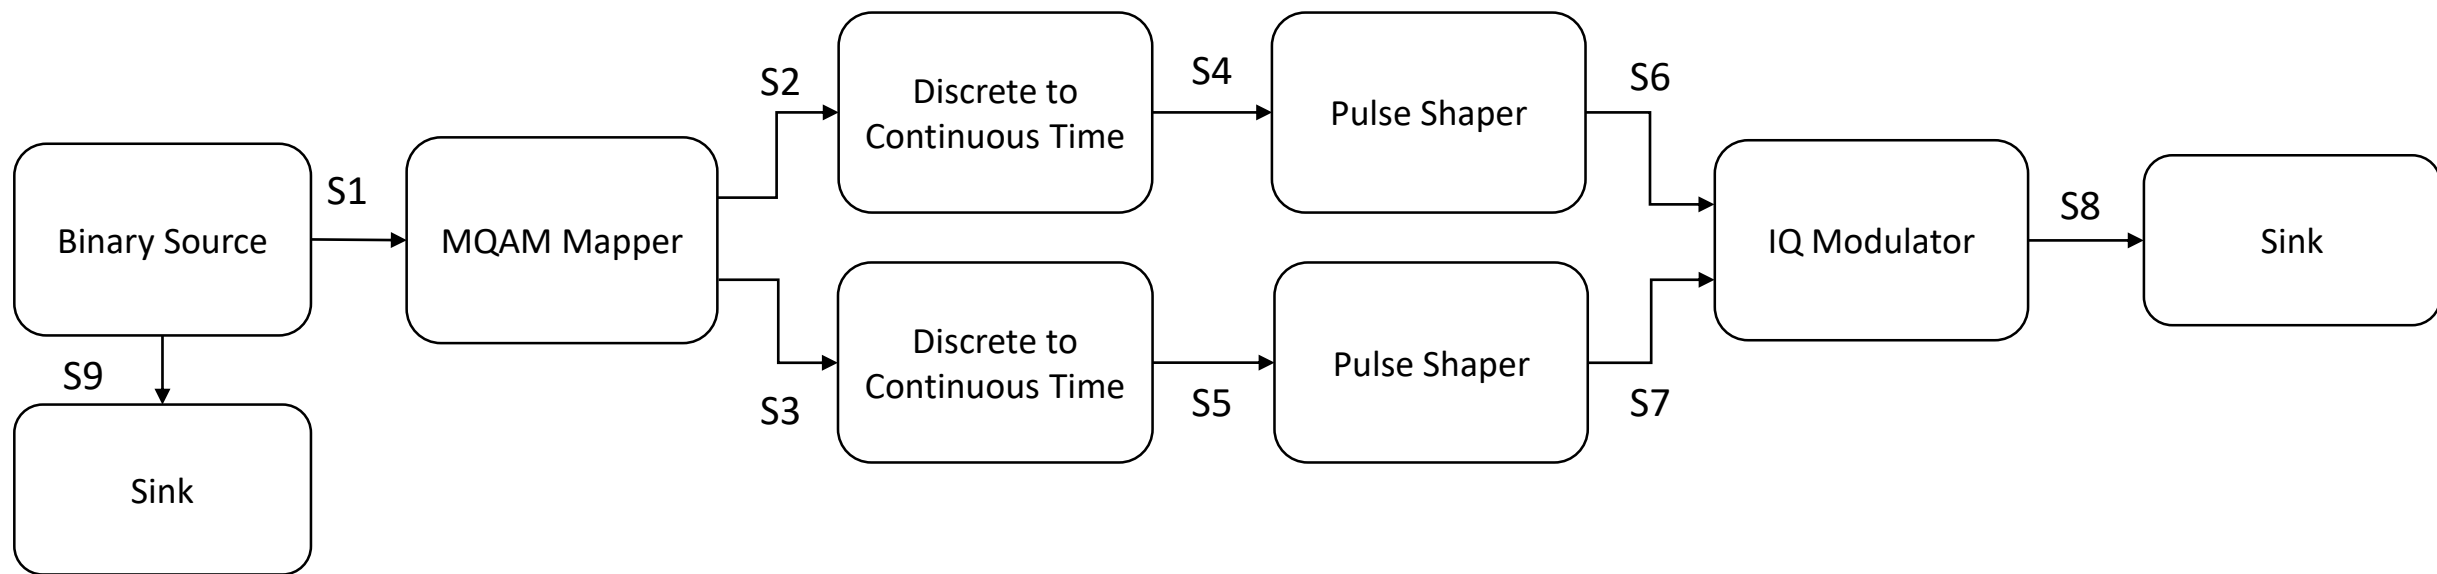 S2
Discrete to
Continuous Time
S4
Pulse Shaper
S6
Binary Source
S1
MQAM Mapper
IQ Modulator
S8
Sink
S9
Sink
S3
Discrete to
Continuous Time
S5
Pulse Shaper
S7